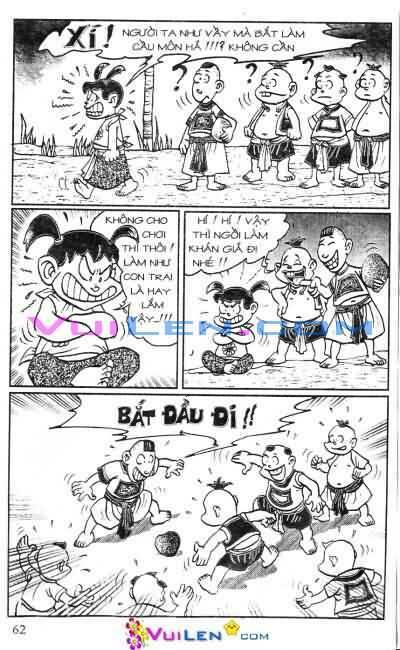 XÍ!
NGƯỜI TA NHƯ VẦY MÀ BẮT LÀM
CẦU MÔN HẢ !!!? KHÔNG CẦN
?
?
?
?
KHÔNG CHO
CHƠI
THÌ THÔI !
LÀM NHƯ
CON TRAI
LÀ HAY
LẮM
VẬY..!!!
HÍ ! HÍ ! VẬY
THÌ NGỒI LÀM
KHÁN GIẢ ĐI
NHÉ !!
VuiLen.com
BẮT ĐẦU ĐI !!
62
VuiLen.com